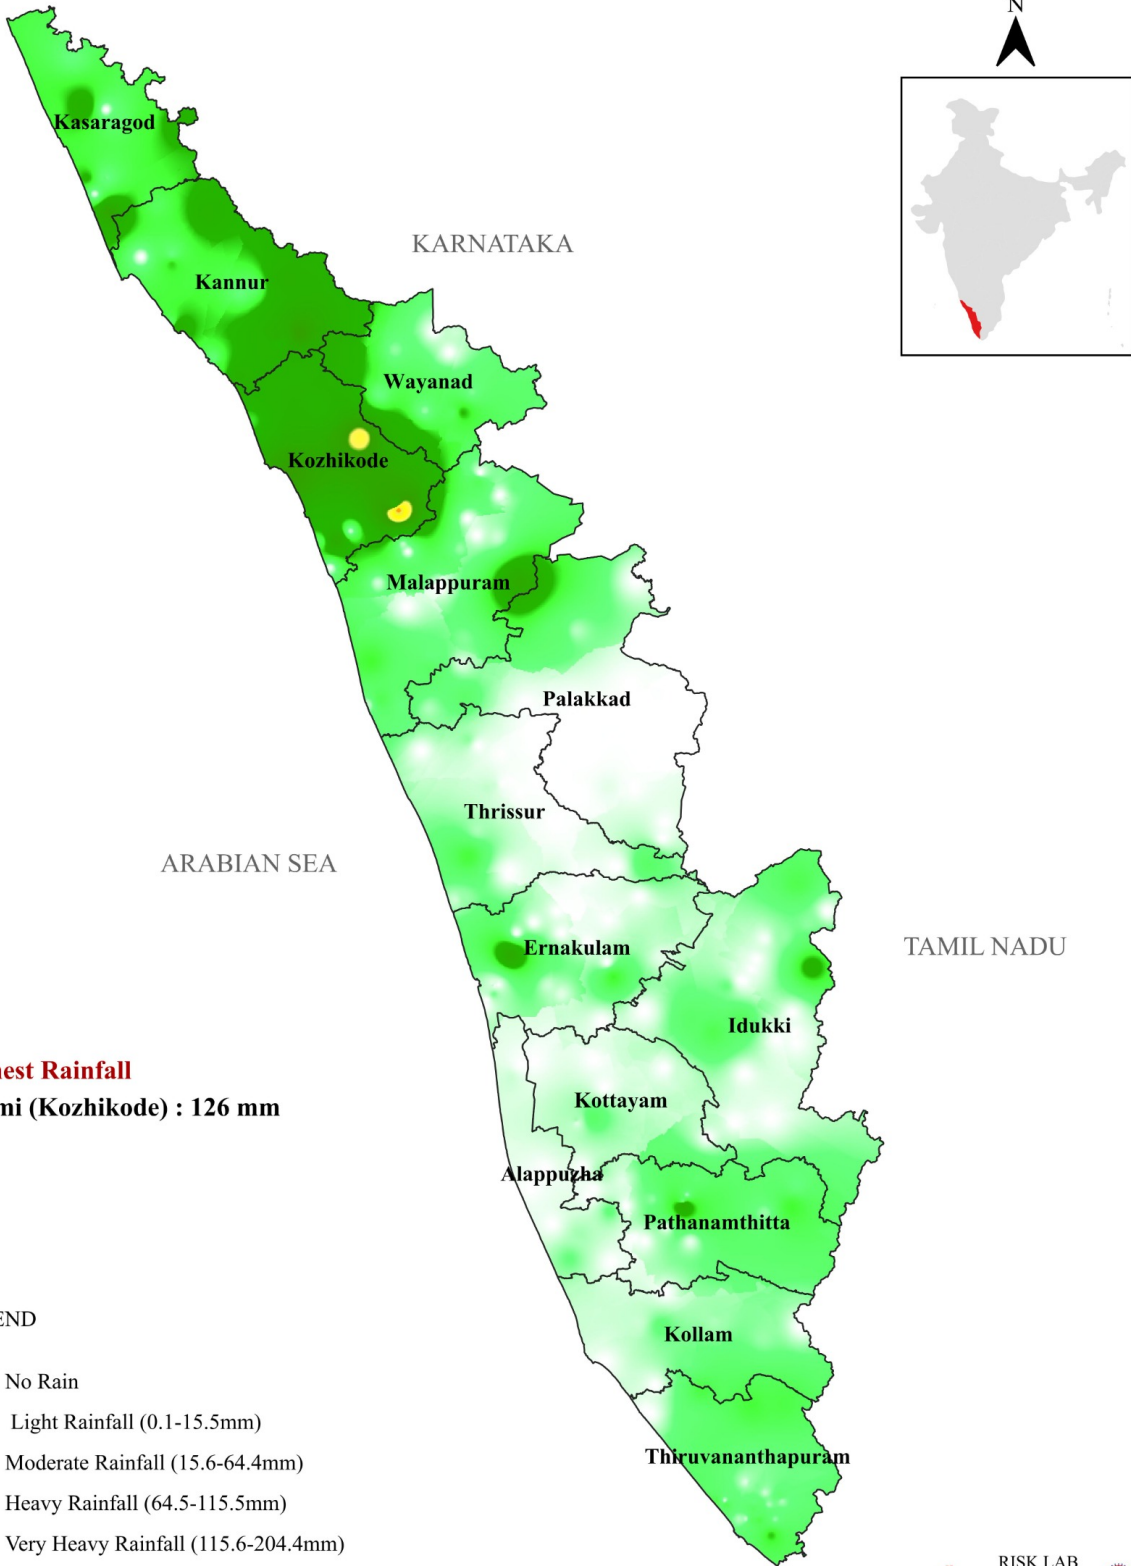 N
Kasaragod
KARNATAKA
Kannur
Wayanad
Kozhikode
Malappuram
Palakkad
Thrissur
ARABIAN SEA
Ernakulam
TAMIL NADU
Idukki
Rainfall
(Kozhikode) : 126 mm
Kottayam
Alappuzha
Pathanamthitta
Kollam
No Rain
Light Rainfall (0.1-15.5mm)
Moderate Rainfall (15.6-64.4mm)
Thiruvananthapuram
Heavy Rainfall (64.5-115.5mm)
Very Heavy Rainfall (115.6-204.4mm)
RISK LAB